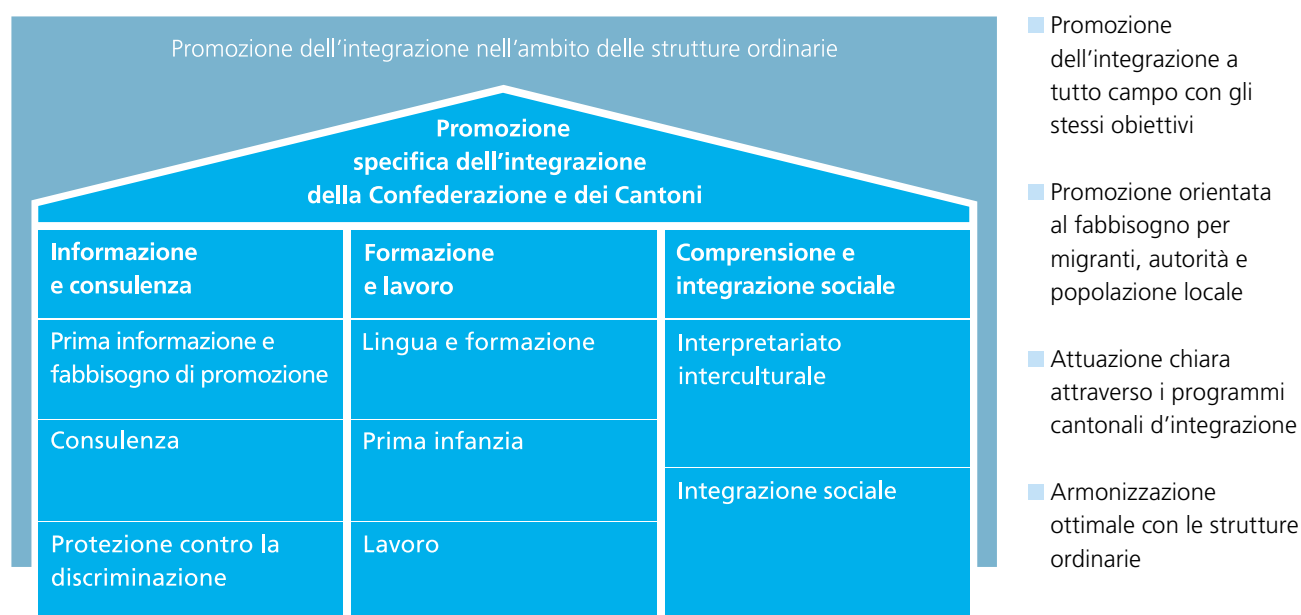 Promozione dell'integrazione nell'ambito delle strutture ordinarie
Promozione
specifica dell'integrazione
della Confederazione e dei Cantoni
Informazione
e consulenza
Prima informazione e
fabbisogno di promozione
Consulenza
Protezione contro la
discriminazione
Formazione
e lavoro
Lingua e formazione
Prima infanzia
Lavoro
Comprensione e
integrazione sociale
Interpretariato
interculturale
Integrazione sociale
Promozione
dell'integrazione a
tutto campo con gli
stessi obiettivi
Promozione orientata
al fabbisogno per
migranti, autorità e
popolazione locale
Attuazione chiara
attraverso i programmi
cantonali d'integrazione
Armonizzazione
ottimale con le strutture
ordinarie